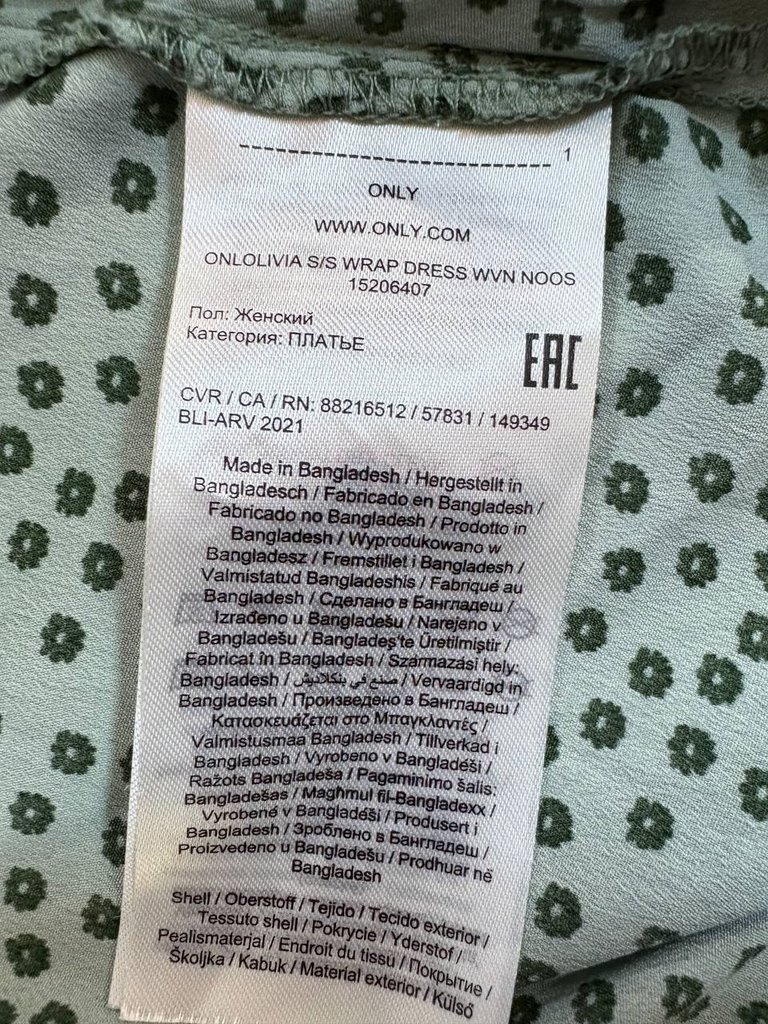 -------------------------------- 1
ONLY
WWW.ONLY.COM
ONLOLIVIA S/S WRAP DRESS WVN NOOS
15206407
Пол: Женский
Категория: ПЛАТЬЕ
EAC
CVR / CA / RN: 88216512 / 57831 / 149349
BLI-ARV 2021
Made in Bangladesh / Hergestellt in
Bangladesch / Fabricado en Bangladesh /
Fabricado no Bangladesh / Prodotto in
Bangladesh / Wyprodukowano w
Bangladesz / Fremstillet i Bangladesh /
Valmistatud Bangladeshis / Fabriqué au
Bangladesh / Сделано в Бангладеш /
Izrađeno u Bangladešu / Narejeno v
Bangladešu / Bangladeş'te Üretilmiştir /
Fabricat în Bangladesh / Származási hely:
Bangladesh / صنع في بنكلاديش / Vervaardigd in
Bangladesh / Произведено в Бангладеш /
Κατασκευάζεται στο Μπαγκλαντές /
Valmistusmaa Bangladesh / Tillverkad i
Bangladesh / Vyrobeno v Bangladéši /
Ražots Bangladeša / Pagaminimo šalis:
Bangladešas / Magħmul fil-Bangladexx /
Vyrobené v Bangladéši / Produsert i
Bangladesh / Зроблено в Бангладеш /
Proizvedeno u Bangladešu / Prodhuar në
Bangladesh
Shell / Oberstoff / Tejido / Tecido exterior /
Tessuto shell / Pokrycie / Yderstof /
Pealismaterjal / Endroit du tissu / Покрытие /
Školjka / Kabuk / Material exterior / Külső